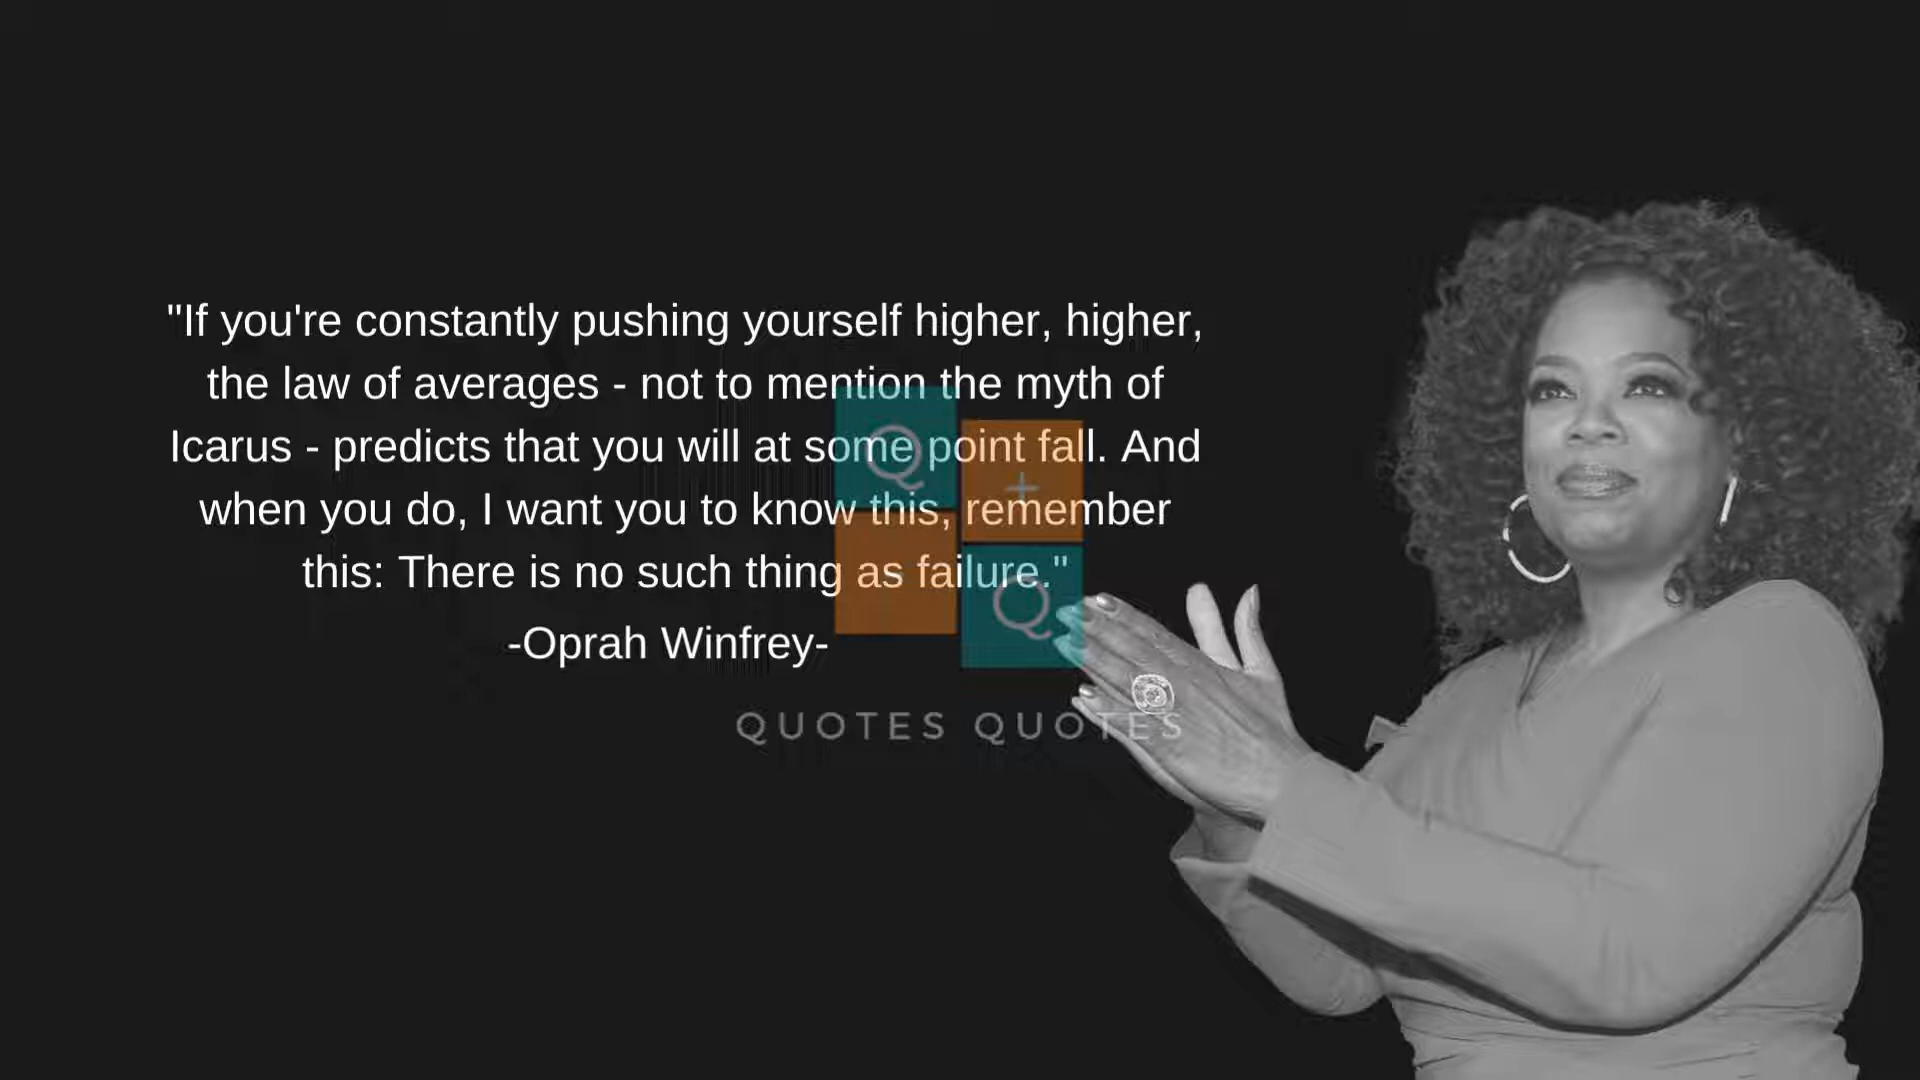 "If you're constantly pushing yourself higher, higher,
the law of averages - not to mention the myth of
Icarus - predicts that you will at some point fall. And
when you do, I want you to know this, remember
this: There is no such thing as failure."
-Oprah Winfrey-
Q
+
Q
QUOTES QUOTES